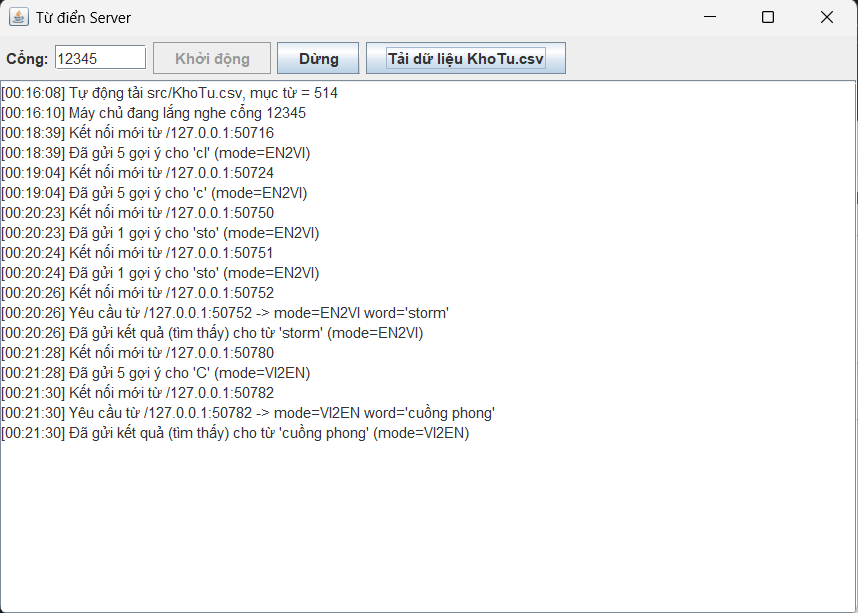 Từ điển Server
Cổng: 12345 Khởi động Dừng Tải dữ liệu KhoTu.csv
[00:16:08] Tự động tải src/KhoTu.csv, mục từ = 514
[00:16:10] Máy chủ đang lắng nghe cổng 12345
[00:18:39] Kết nối mới từ /127.0.0.1:50716
[00:18:39] Đã gửi 5 gợi ý cho 'cl' (mode=EN2VI)
[00:19:04] Kết nối mới từ /127.0.0.1:50724
[00:19:04] Đã gửi 5 gợi ý cho 'c' (mode=EN2VI)
[00:20:23] Kết nối mới từ /127.0.0.1:50750
[00:20:23] Đã gửi 1 gợi ý cho 'sto' (mode=EN2VI)
[00:20:24] Kết nối mới từ /127.0.0.1:50751
[00:20:24] Đã gửi 1 gợi ý cho 'sto' (mode=EN2VI)
[00:20:26] Kết nối mới từ /127.0.0.1:50752
[00:20:26] Yêu cầu từ /127.0.0.1:50752 -> mode=EN2VI word='storm'
[00:20:26] Đã gửi kết quả (tìm thấy) cho từ 'storm' (mode=EN2VI)
[00:21:28] Kết nối mới từ /127.0.0.1:50780
[00:21:28] Đã gửi 5 gợi ý cho 'C' (mode=VI2EN)
[00:21:30] Kết nối mới từ /127.0.0.1:50782
[00:21:30] Yêu cầu từ /127.0.0.1:50782 -> mode=VI2EN word='cuồng phong'
[00:21:30] Đã gửi kết quả (tìm thấy) cho từ 'cuồng phong' (mode=VI2EN)